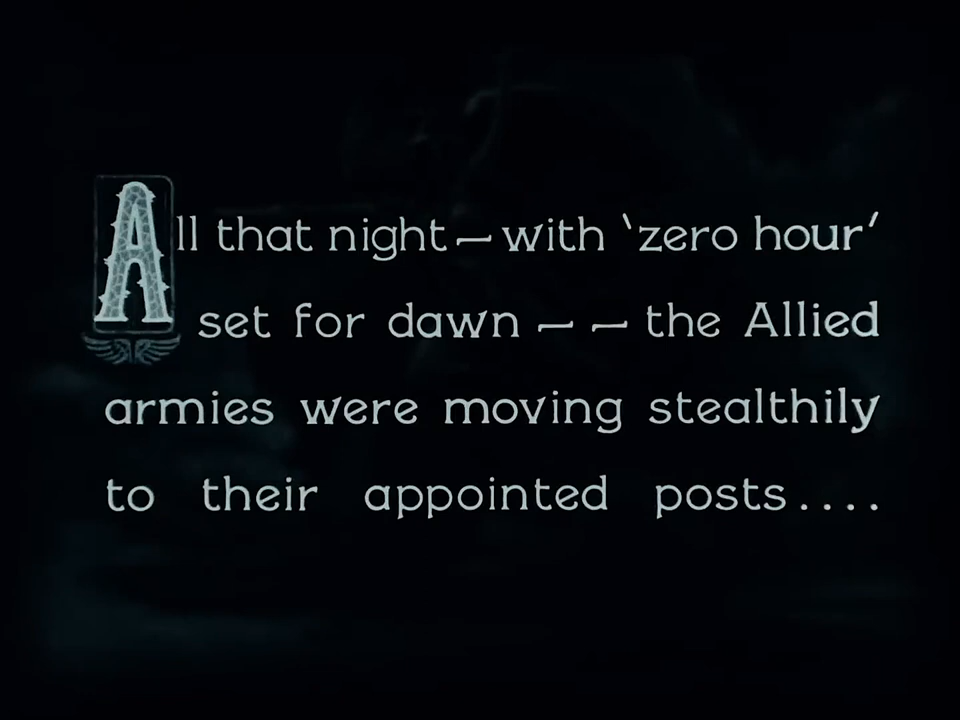 All that night — with 'zero hour'
set for dawn — — the Allied
armies were moving stealthily
to their appointed posts....